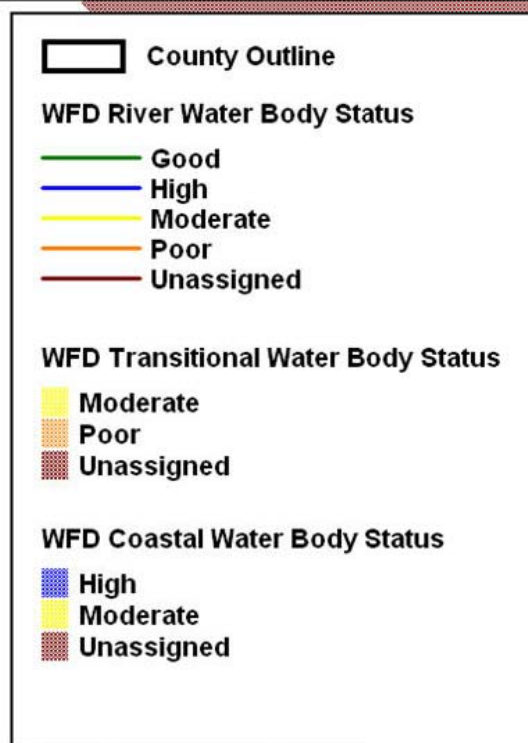 County Outline
WFD River Water Body Status
Good
High
Moderate
Poor
Unassigned
WFD Transitional Water Body Status
Moderate
Poor
Unassigned
WFD Coastal Water Body Status
High
Moderate
Unassigned